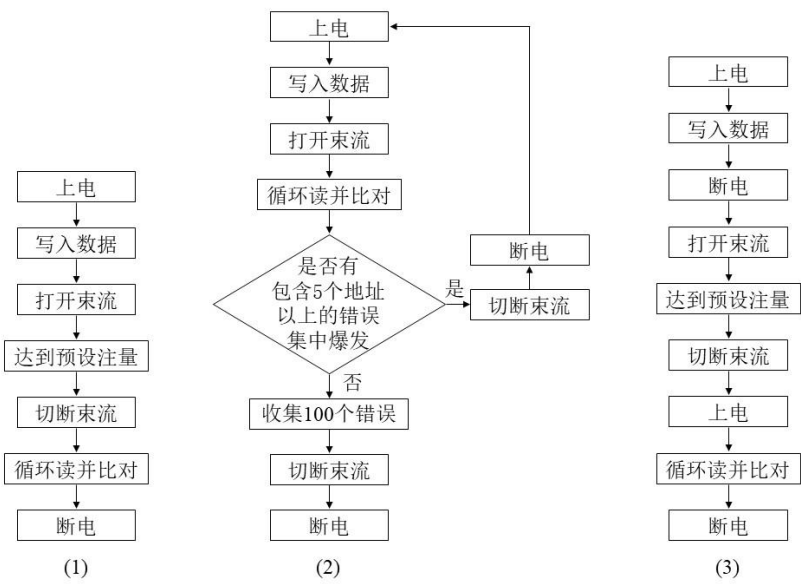 上电
写入数据
打开束流
达到预设注量
切断束流
循环读并比对
断电
(1)
上电
写入数据
打开束流
循环读并比对
是否有
包含5个地址
以上的错误
集中爆发
是
切断束流
断电
否
收集100个错误
切断束流
断电
(2)
上电
写入数据
断电
打开束流
达到预设注量
切断束流
上电
循环读并比对
断电
(3)